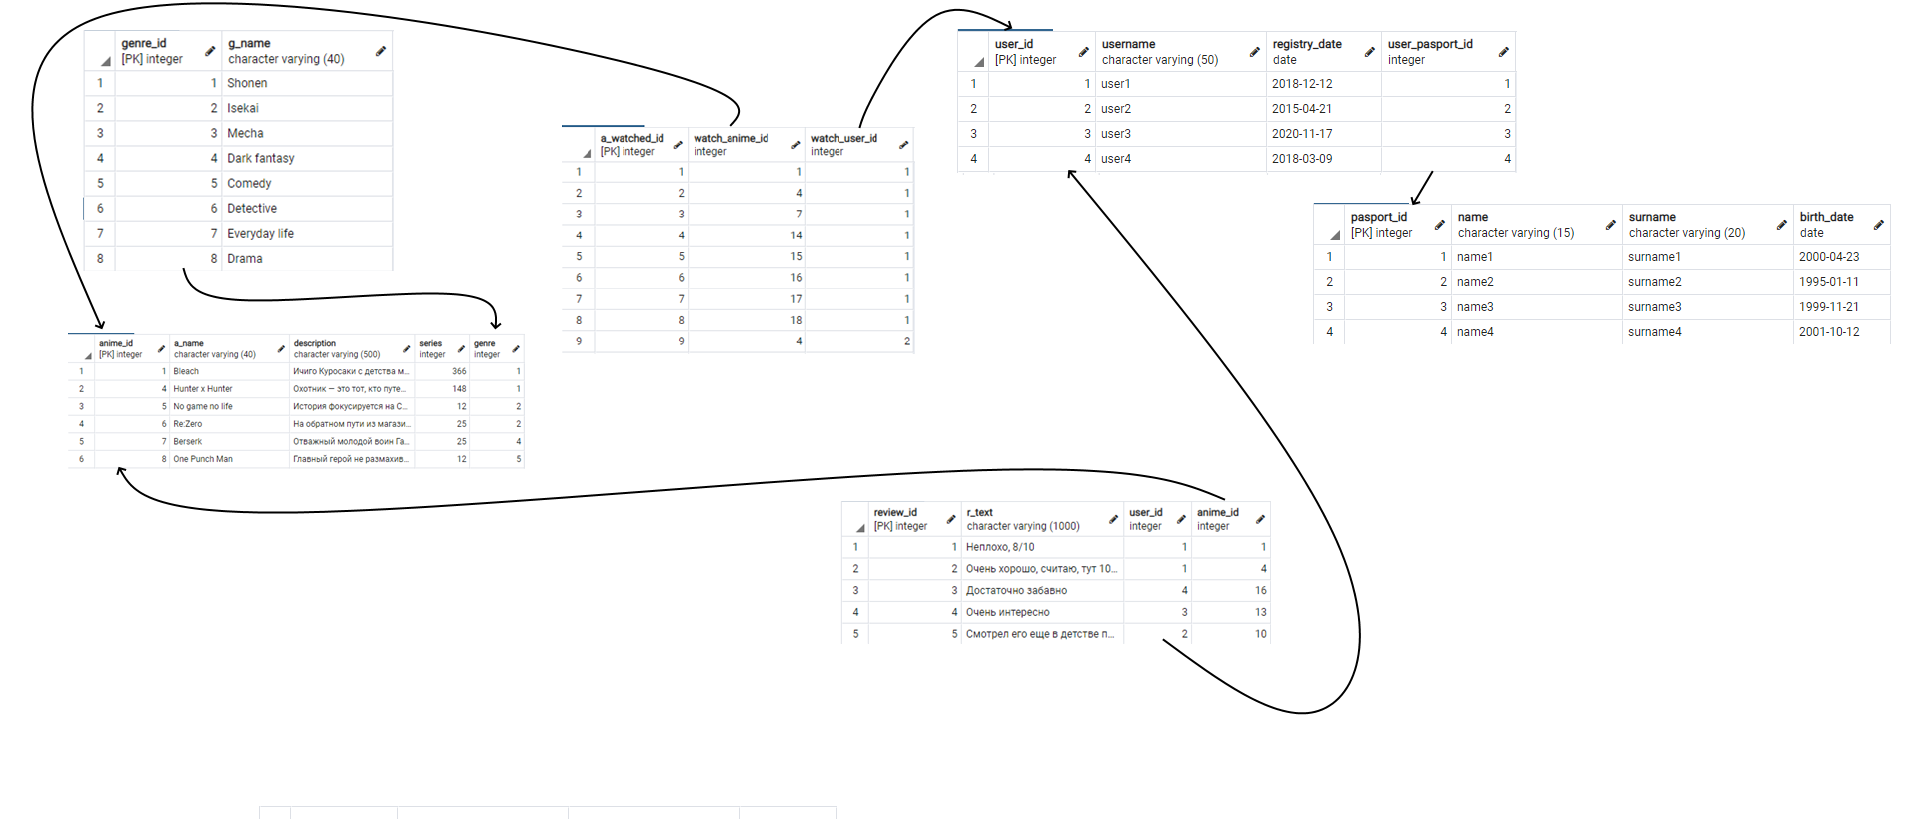 genre_id g_name
[PK] integer character varying (40)
1 1 Shonen
2 2 Isekai
3 3 Mecha
4 4 Dark fantasy
5 5 Comedy
6 6 Detective
7 7 Everyday life
8 8 Drama
a_watched_id watch_anime_id watch_user_id
[PK] integer integer integer
1 1 1 1
2 2 4 1
3 3 7 1
4 4 14 1
5 5 15 1
6 6 16 1
7 7 17 1
8 8 18 1
9 9 4 2
user_id username registry_date user_pasport_id
[PK] integer character varying (50) date integer
1 1 user1 2018-12-12 1
2 2 user2 2015-04-21 2
3 3 user3 2020-11-17 3
4 4 user4 2018-03-09 4
pasport_id name surname birth_date
[PK] integer character varying (15) character varying (20) date
1 1 name1 surname1 2000-04-23
2 2 name2 surname2 1995-01-11
3 3 name3 surname3 1999-11-21
4 4 name4 surname4 2001-10-12
anime_id a_name description series genre
[PK] integer character varying (40) character varying (500) integer integer
1 1 Bleach Ичиго Куросаки с детства м... 366 1
2 4 Hunter x Hunter Охотник — это тот, кто путе... 148 1
3 5 No game no life История фокусируется на С... 12 2
4 6 Re:Zero На обратном пути из магази... 25 2
5 7 Berserk Отважный молодой воин Га... 25 4
6 8 One Punch Man Главный герой не размахив... 12 5
review_id r_text user_id anime_id
[PK] integer character varying (1000) integer integer
1 1 Неплохо, 8/10 1 1
2 2 Очень хорошо, считаю, тут 10... 1 4
3 3 Достаточно забавно 4 16
4 4 Очень интересно 3 13
5 5 Смотрел его еще в детстве п... 2 10